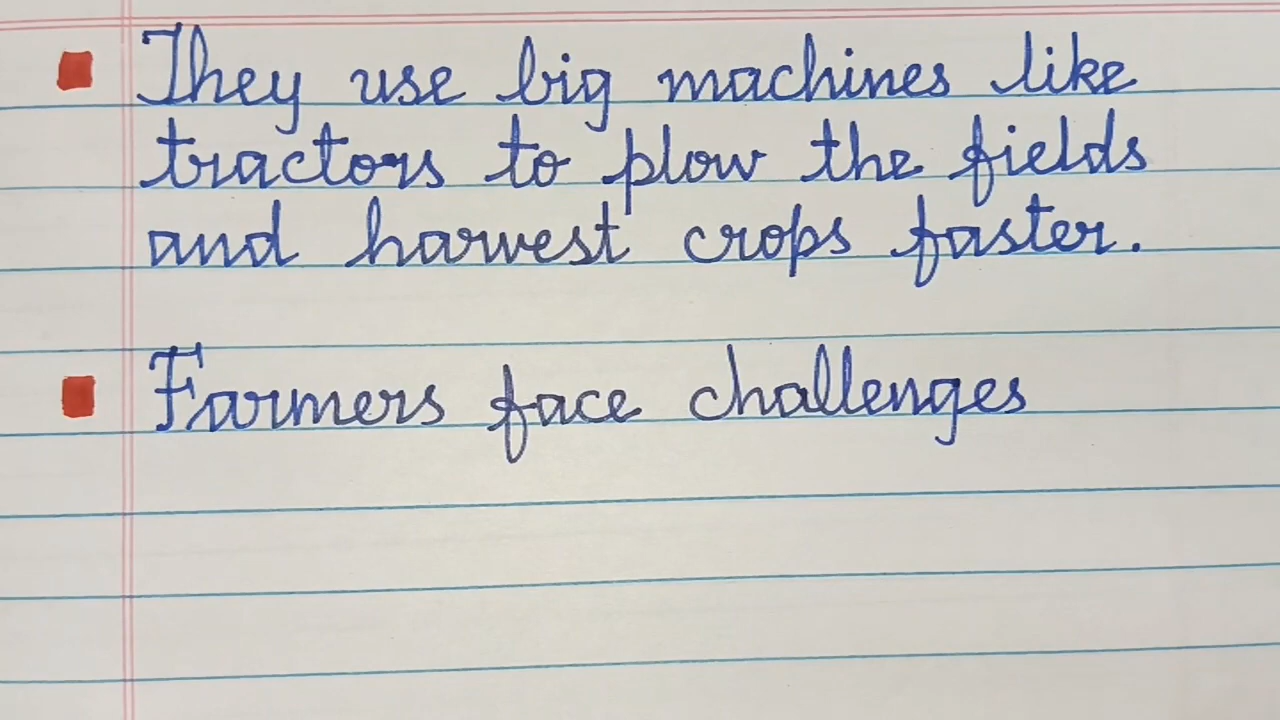 They use big machines like
tractors to plow the fields
and harvest crops faster.
Farmers face challenges